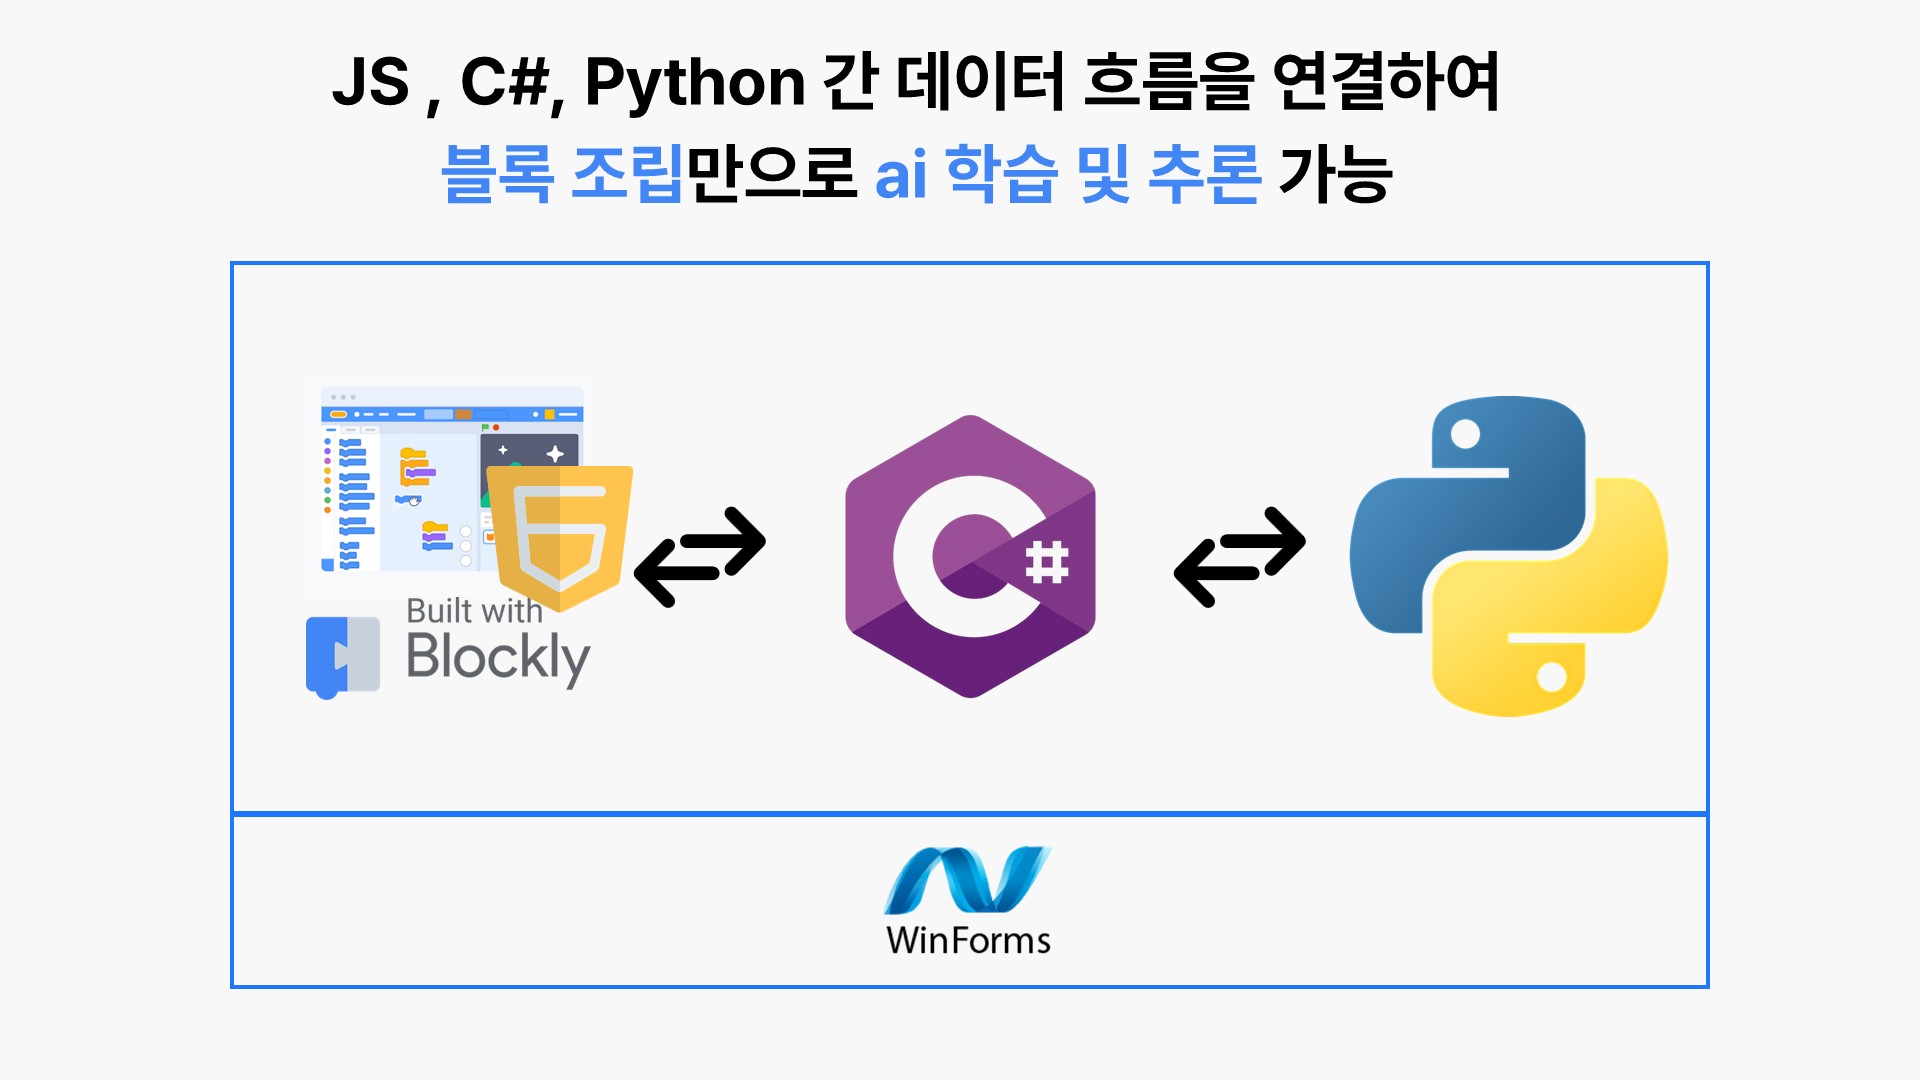 JS , C#, Python 간 데이터 흐름을 연결하여
블록 조립만으로 ai 학습 및 추론 가능
Built with
Blockly
C#
WinForms